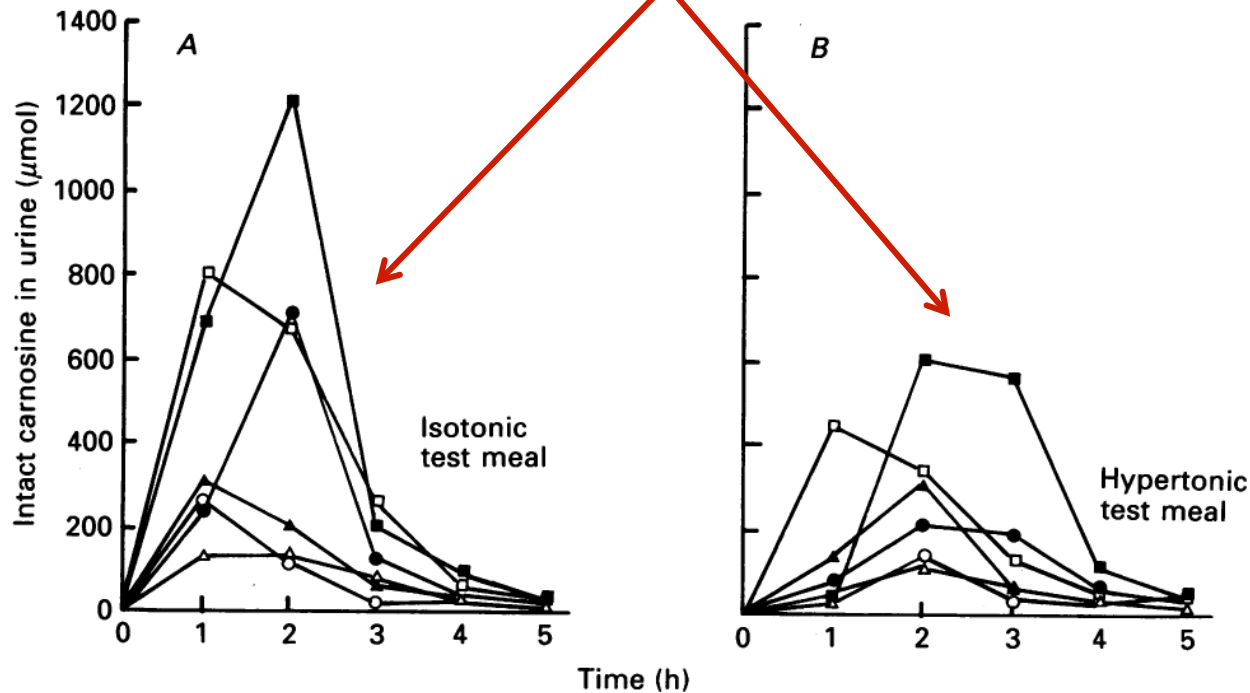 1400
A
B
1200
1000
800
600
400
200
0
Intact carnosine in urine (μmol)
Isotonic
test meal
Hypertonic
test meal
0 1 2 3 4 5
0 1 2 3 4 5
Time (h)